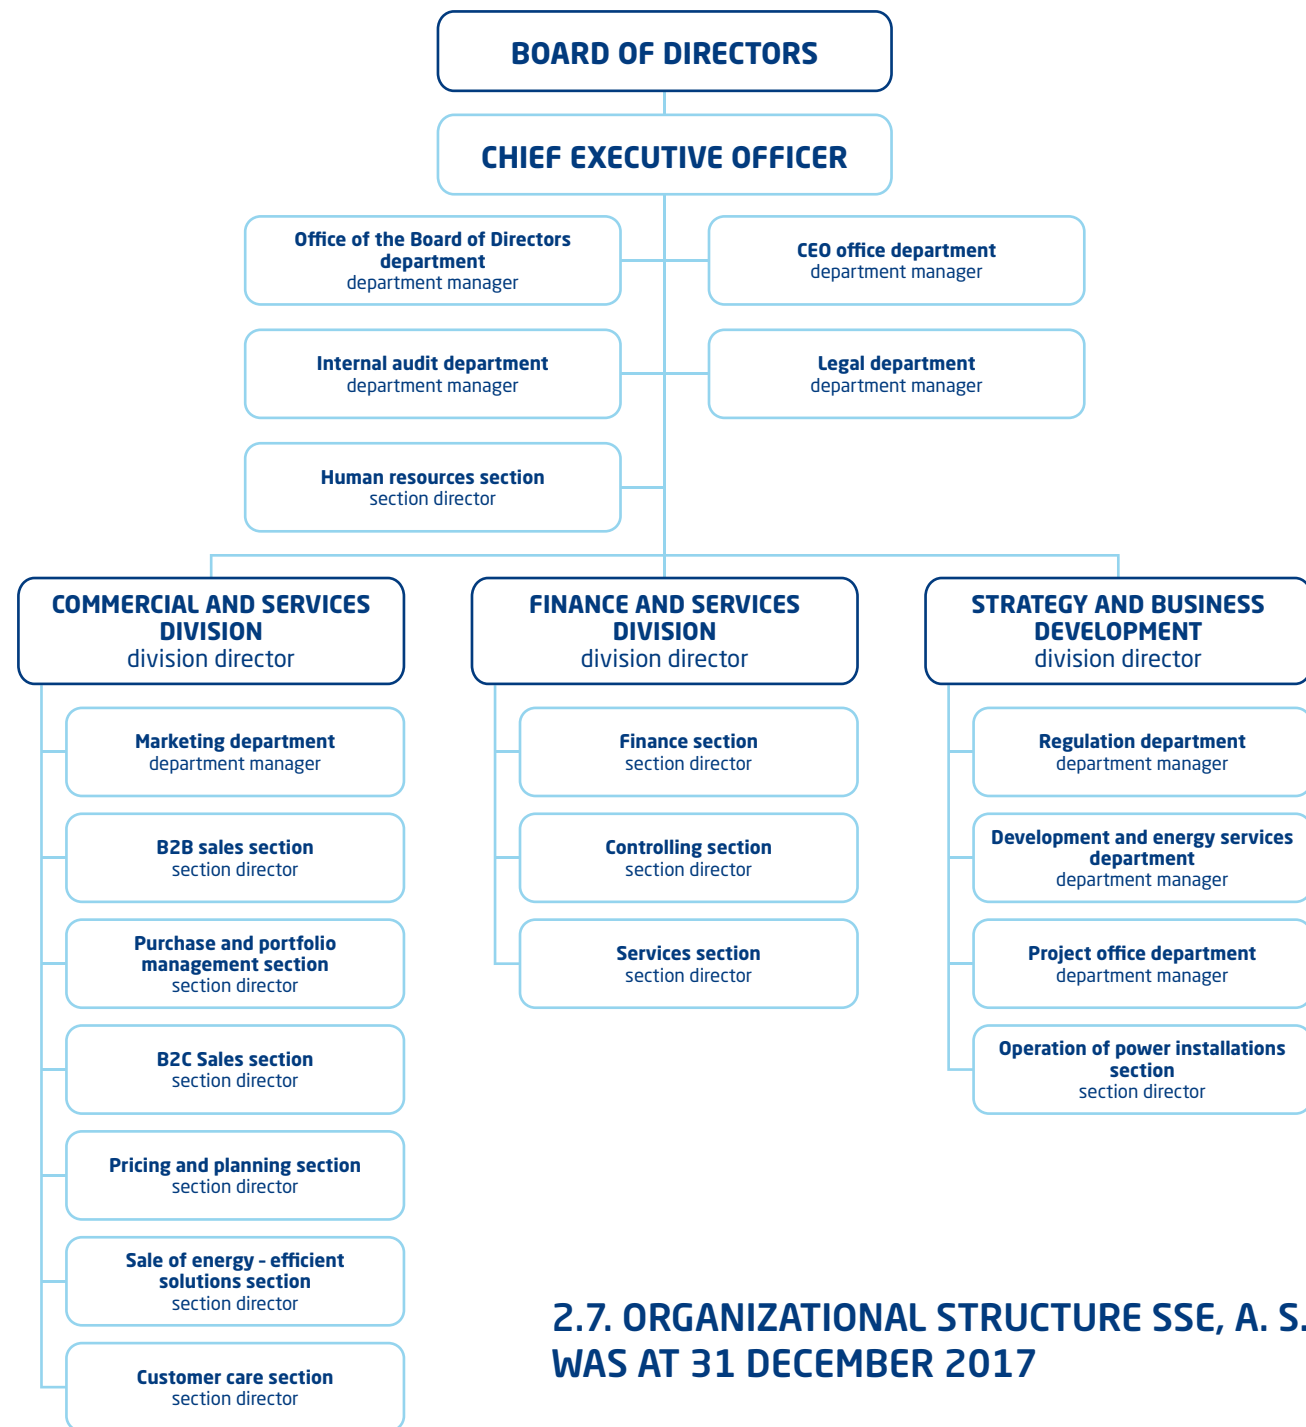 BOARD OF DIRECTORS
CHIEF EXECUTIVE OFFICER
Office of the Board of Directors
department
department manager
CEO office department
department manager
Internal audit department
department manager
Legal department
department manager
Human resources section
section director
COMMERCIAL AND SERVICES
DIVISION
division director
FINANCE AND SERVICES
DIVISION
division director
STRATEGY AND BUSINESS
DEVELOPMENT
division director
Marketing department
department manager
B2B sales section
section director
Purchase and portfolio
management section
section director
B2C Sales section
section director
Pricing and planning section
section director
Sale of energy - efficient
solutions section
section director
Customer care section
section director
Finance section
section director
Controlling section
section director
Services section
section director
Regulation department
department manager
Development and energy services
department
department manager
Project office department
department manager
Operation of power installations
section
section director
2.7. ORGANIZATIONAL STRUCTURE SSE, A. S.
WAS AT 31 DECEMBER 2017